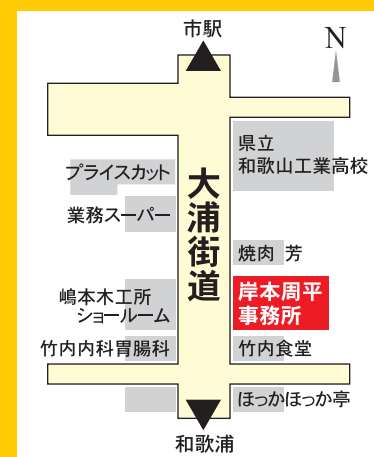 市駅
N
県立
和歌山工業高校
プライスカット
業務スーパー
大浦街道
焼肉 芳
嶋本木工所
ショールーム
岸本周平
事務所
竹内内科胃腸科
竹内食堂
ほっかほっか亭
和歌浦